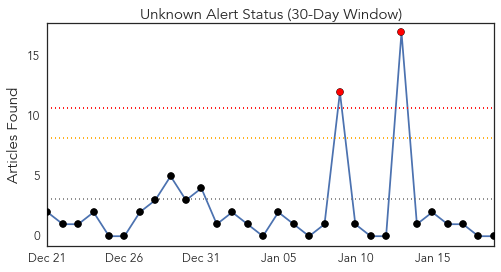 Unknown Alert Status (30-Day Window)
Articles Found
15
10
5
0
Dec 21 Dec 26 Dec 31 Jan 05 Jan 10 Jan 15